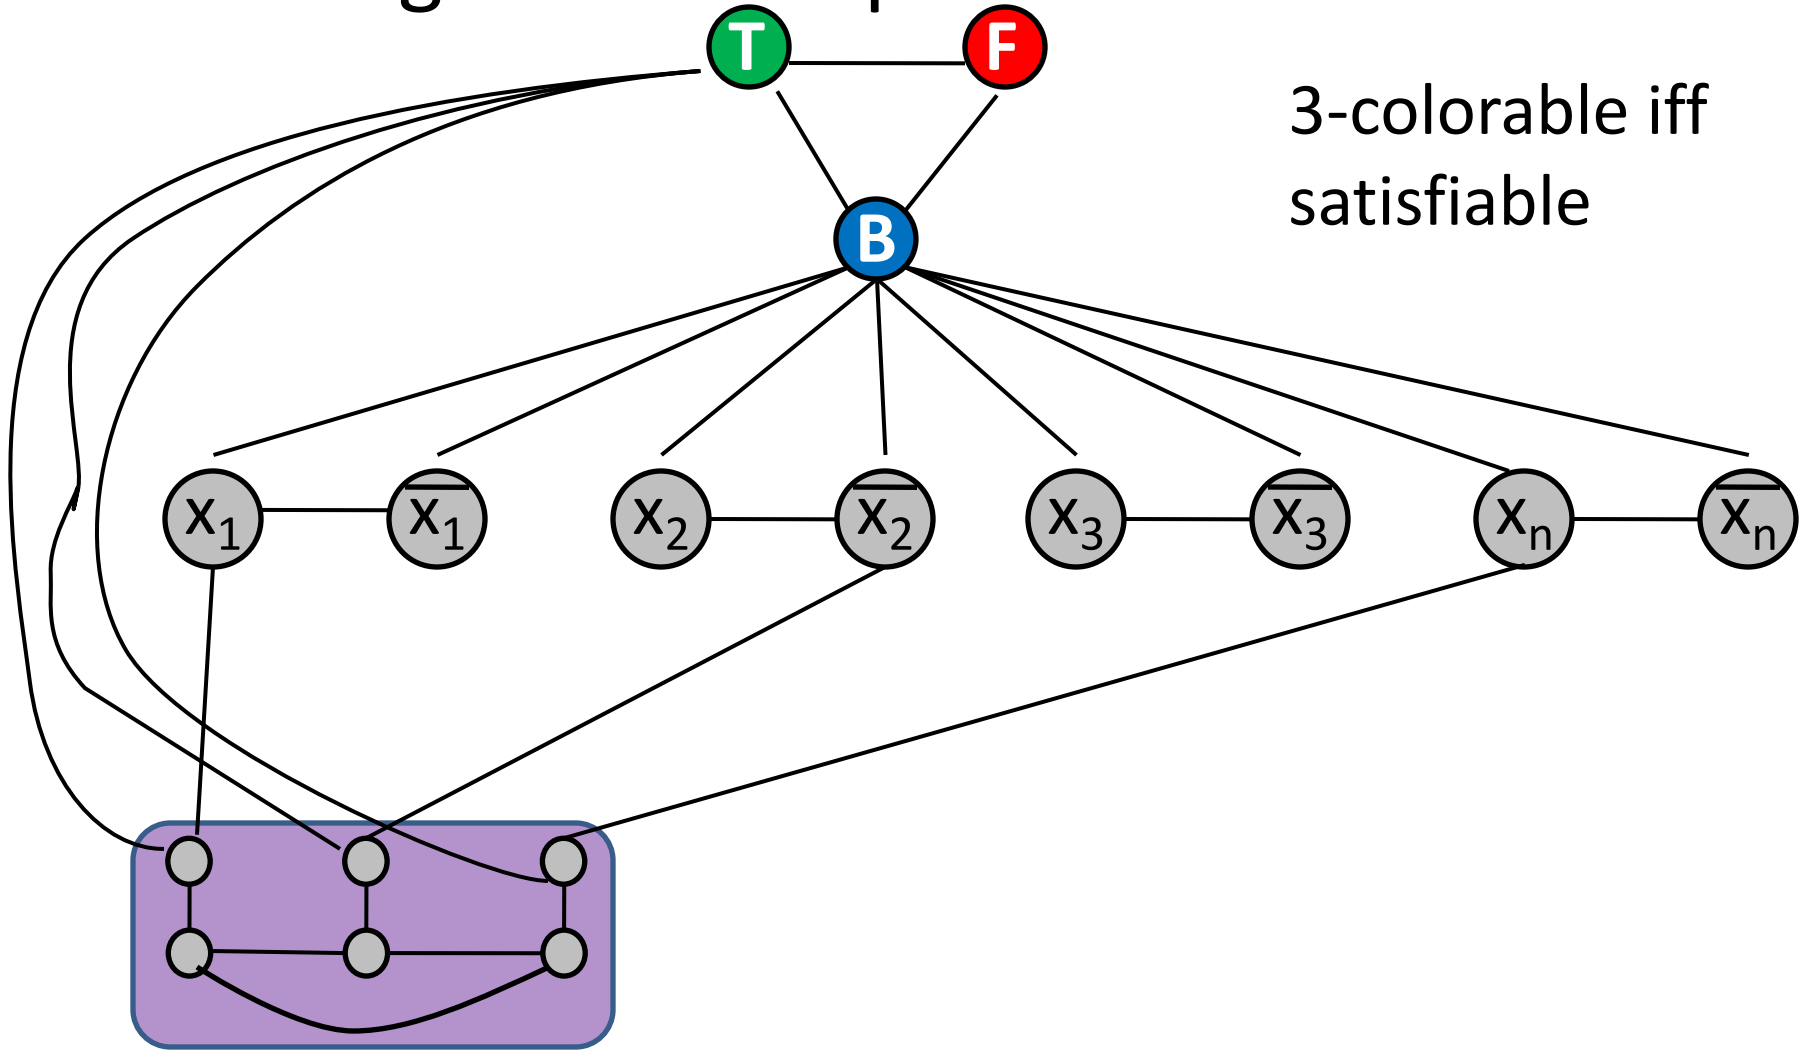 T F
3-colorable iff
satisfiable
B
x₁ x̅₁ x₂ x̅₂ x₃ x̅₃ xₙ x̅ₙ